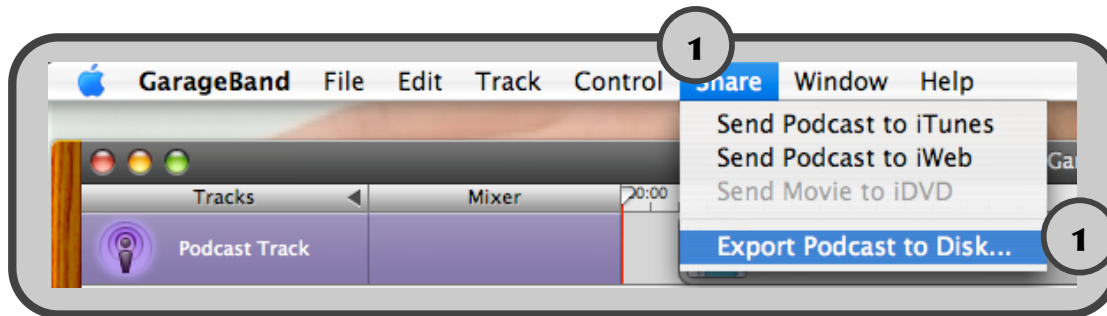 1
GarageBand File Edit Track Control Share Window Help
Send Podcast to iTunes
Send Podcast to iWeb
Send Movie to iDVD
Export Podcast to Disk... 1
Gar
Tracks Mixer 00:00
Podcast Track